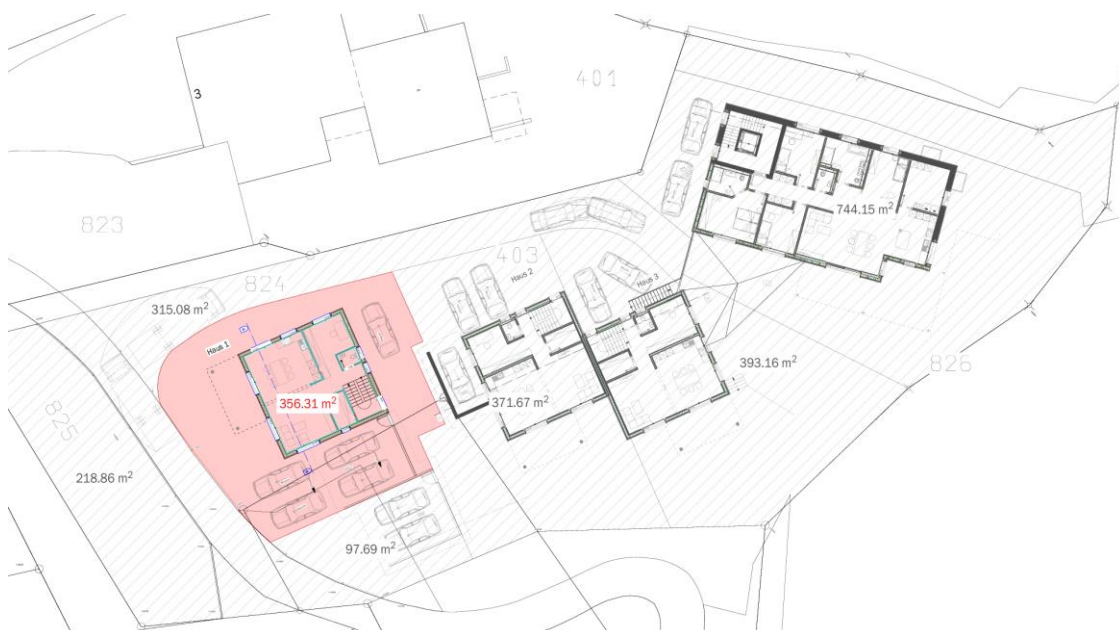 401
3
744.15 m²
823
403
Haus 2
824
Haus 3
315.08 m²
Haus 1
393.16 m²
826
356.31 m²
371.67 m²
825
218.86 m²
97.69 m²